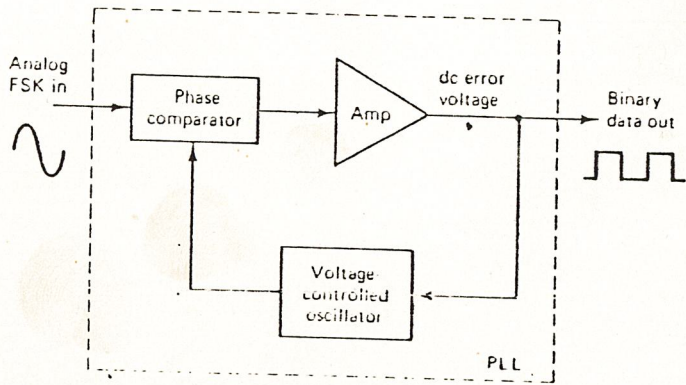 Analog
FSK in
Phase
comparator
Amp
dc error
voltage
Binary
data out
Voltage-
controlled
oscillator
PLL